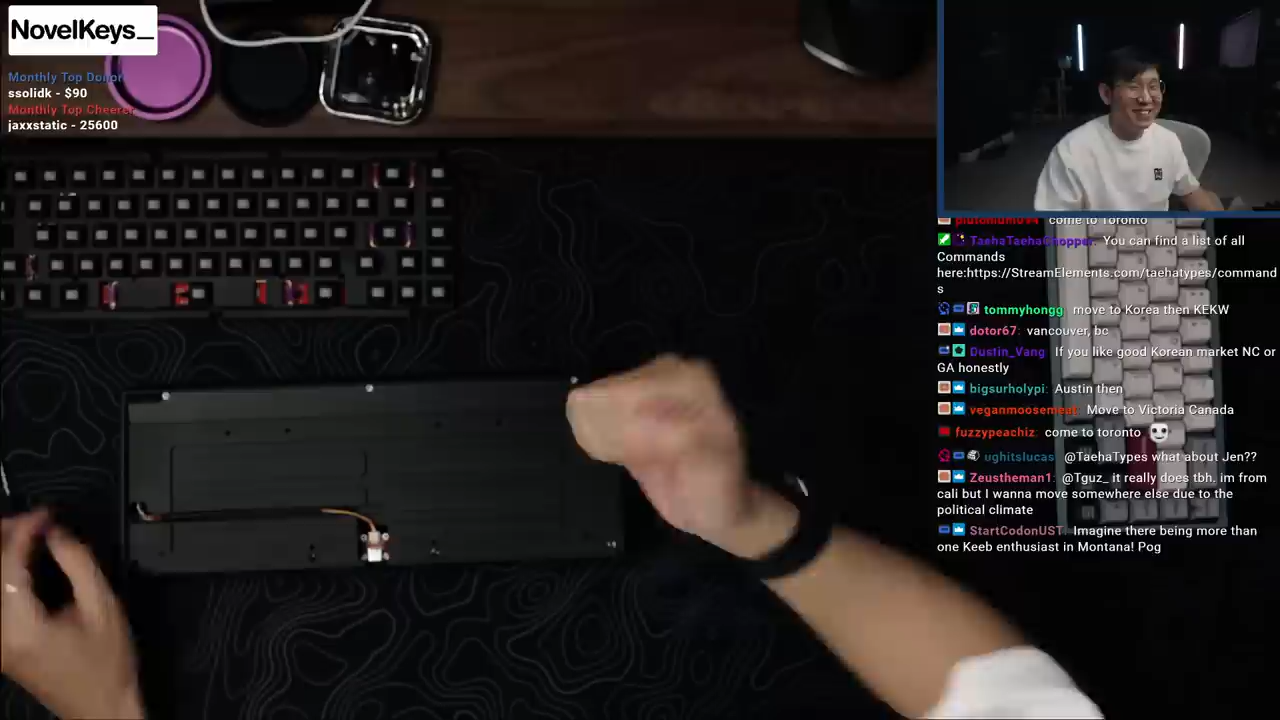 NovelKeys_
Monthly Top Donor
ssolidk - $90
Monthly Top Cheerer
jaxxstatic - 25600
come to Toronto
TaehaTaehaChopper: You can find a list of all
Commands
here:https://StreamElements.com/taehatypes/command
s
tommyhongg move to Korea then KEKW
dotor67: vancouver, bc
Dustin_Vang: If you like good Korean market NC or
GA honestly
bigsurholypi: Austin then
veganmoosemeat: Move to Victoria Canada
fuzzypeachiz: come to toronto
ughitslucas: @TaehaTypes what about Jen??
Zeustheman1: @Tguz_ it really does tbh. im from
cali but I wanna move somewhere else due to the
political climate
StartCodonUST: Imagine there being more than
one Keeb enthusiast in Montana! Pog